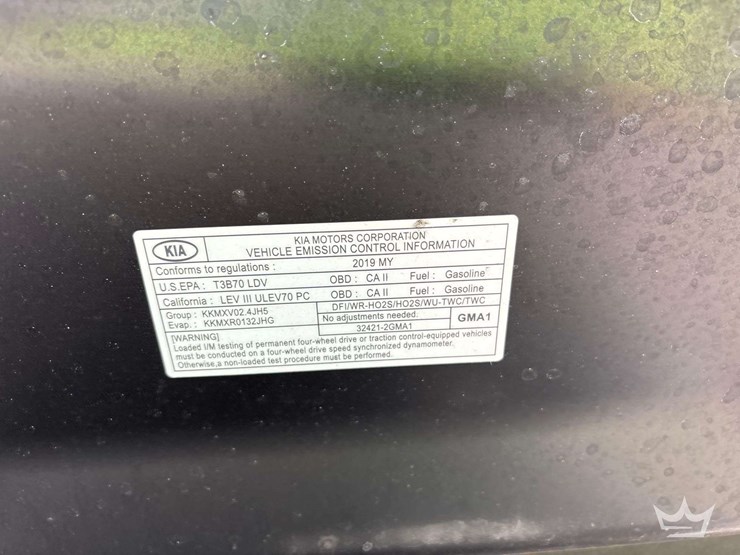 KIA
KIA MOTORS CORPORATION
VEHICLE EMISSION CONTROL INFORMATION
Conforms to regulations : 2019 MY
U.S.EPA : T3B70 LDV OBD : CA II Fuel : Gasoline
California : LEV III ULEV70 PC OBD : CA II Fuel : Gasoline
Group : KKMXV02.4JH5
Evap. : KKMXR0132JHG
DFI/WR-HO2S/HO2S/WU-TWC/TWC
No adjustments needed.
32421-2GMA1
GMA1
[WARNING]
Loaded I/M testing of permanent four-wheel drive or traction control-equipped vehicles
must be conducted on a four-wheel drive speed synchronized dynamometer.
Otherwise,a non-loaded test procedure must be performed.